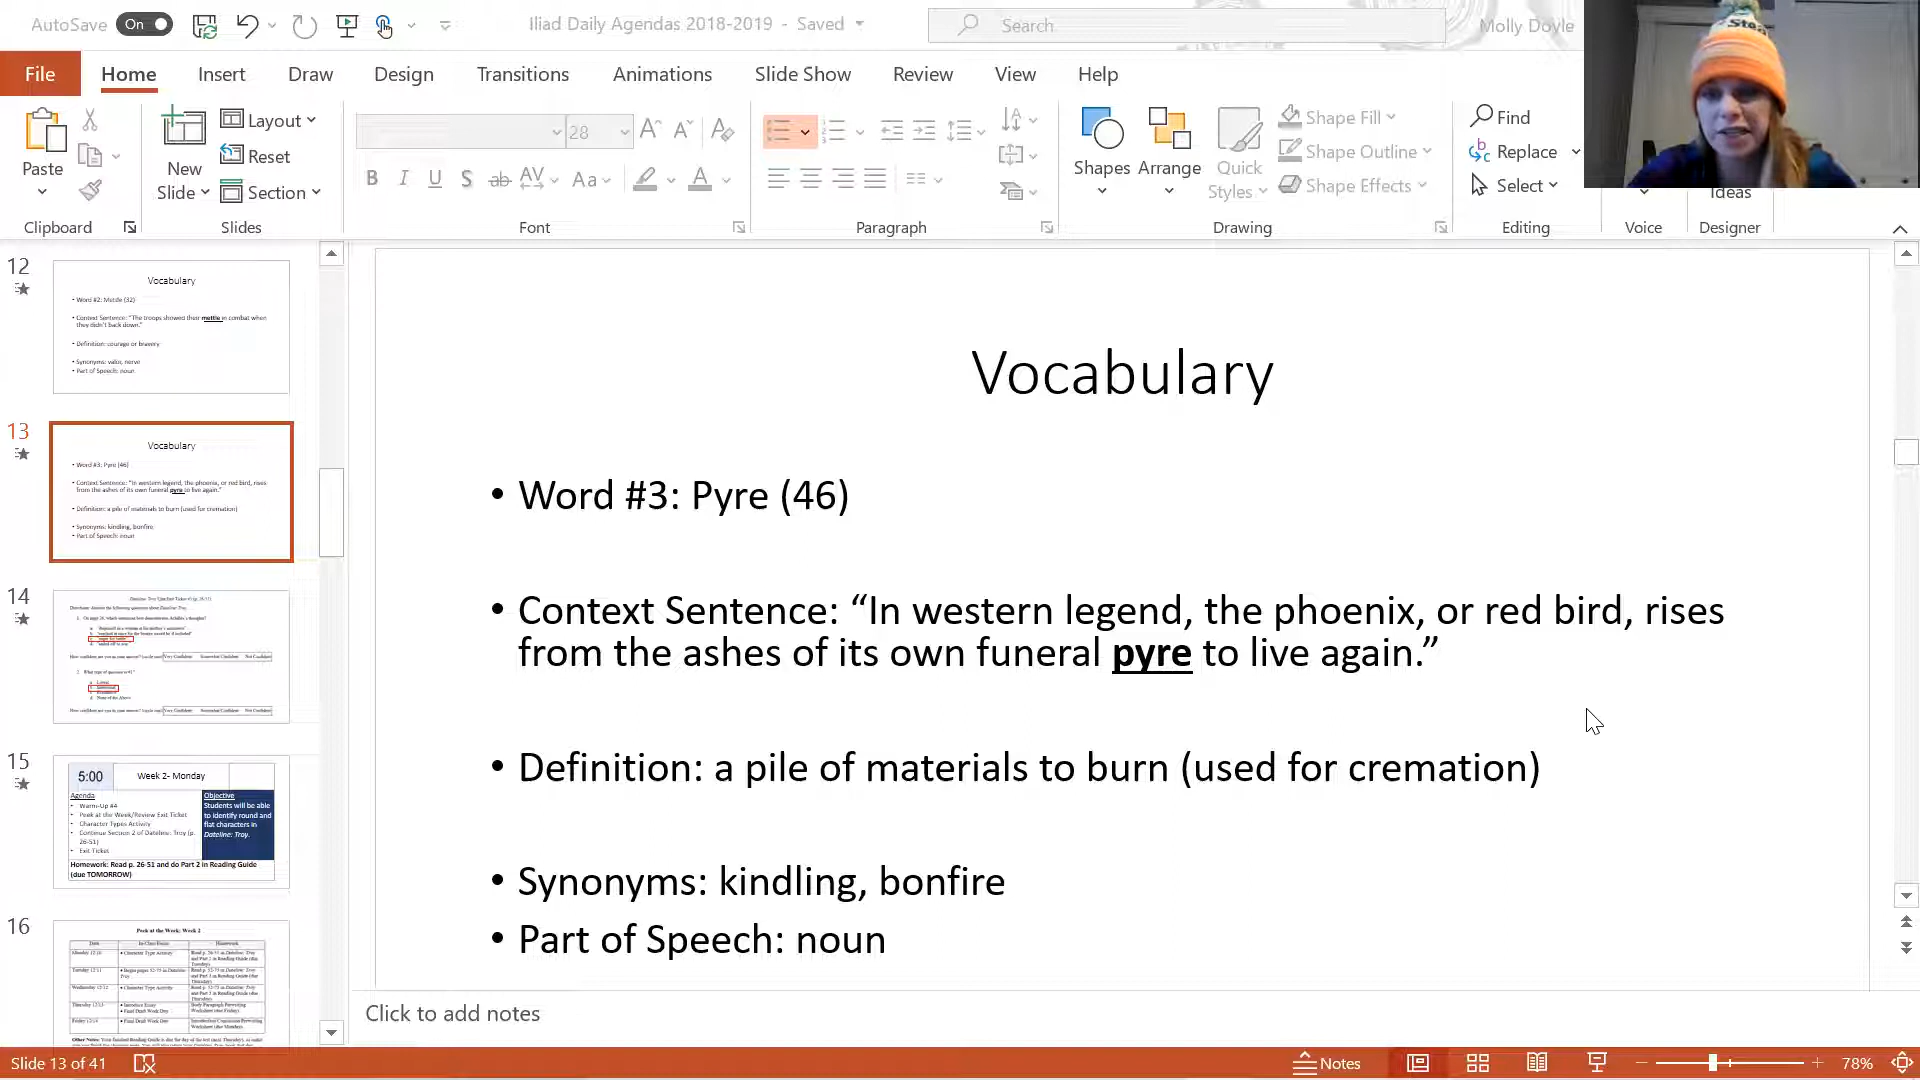 AutoSave On Iliad Daily Agendas 2018-2019 - Saved Search Molly Doyle
File Home Insert Draw Design Transitions Animations Slide Show Review View Help
Paste
New
Slide
Layout
Reset
Section
28
Shapes
Arrange
Quick
Styles
Shape Fill
Shape Outline
Shape Effects
Find
Replace
Select
Ideas
Clipboard Slides Font Paragraph Drawing Editing Voice Designer
12
Vocabulary
• Word #2: Mettle (32)
• Context Sentence: “The troops showed their mettle in combat when
they didn’t back down.”
• Definition: courage or bravery
• Synonyms: valor, nerve
• Part of Speech: noun
13
Vocabulary
• Word #3: Pyre (46)
• Context Sentence: “In western legend, the phoenix, or red bird, rises
from the ashes of its own funeral pyre to live again.”
• Definition: a pile of materials to burn (used for cremation)
• Synonyms: kindling, bonfire
• Part of Speech: noun
14
15
5:00 Week 2- Monday
Agenda
• Warm-Up #4
• Peek at the Week/Review Exit Ticket
• Character Types Activity
• Continue Section 2 of Dateline: Troy (p.
26-51)
• Exit Ticket
Objective
Students will be able
to identify round and
flat characters in
Dateline: Troy.
Homework: Read p. 26-51 and do Part 2 in Reading Guide
(due TOMORROW)
16
Peek at the Week: Week 2
Vocabulary
• Word #3: Pyre (46)
• Context Sentence: “In western legend, the phoenix, or red bird, rises
from the ashes of its own funeral pyre to live again.”
• Definition: a pile of materials to burn (used for cremation)
• Synonyms: kindling, bonfire
• Part of Speech: noun
Click to add notes
Slide 13 of 41 Notes 78%